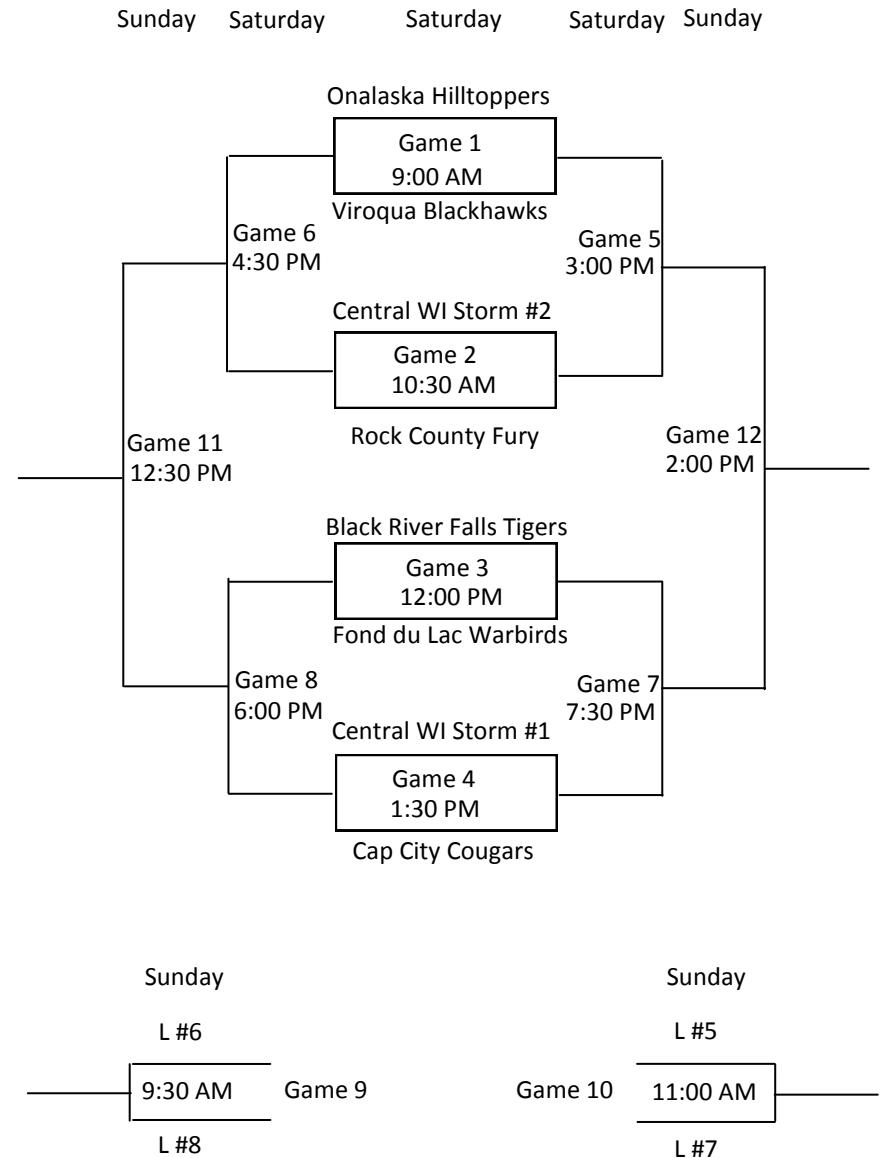 Sunday Saturday Saturday Saturday Sunday
Onalaska Hilltoppers
Game 1
9:00 AM
Viroqua Blackhawks
Game 6
4:30 PM
Game 5
3:00 PM
Central WI Storm #2
Game 2
10:30 AM
Rock County Fury
Game 11
12:30 PM
Game 12
2:00 PM
Black River Falls Tigers
Game 3
12:00 PM
Fond du Lac Warbirds
Game 8
6:00 PM
Game 7
7:30 PM
Central WI Storm #1
Game 4
1:30 PM
Cap City Cougars
Sunday Sunday
L #6 L #5
9:30 AM Game 9 Game 10 11:00 AM
L #8 L #7